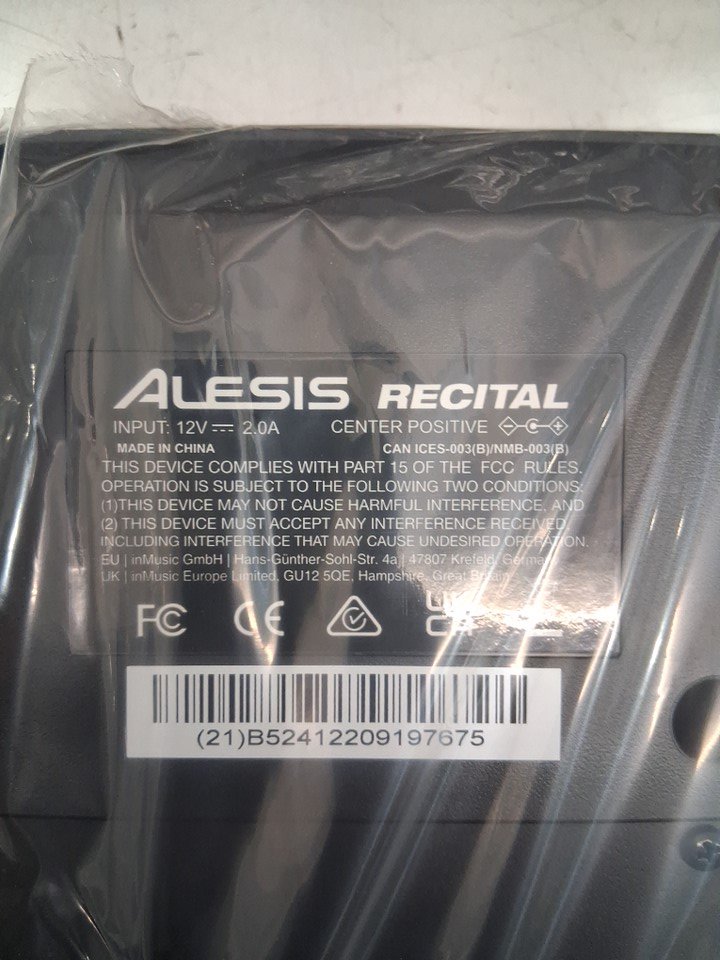 ALESIS RECITAL
INPUT: 12V ⎓ 2.0A CENTER POSITIVE
MADE IN CHINA CAN ICES-003(B)/NMB-003(B)
THIS DEVICE COMPLIES WITH PART 15 OF THE FCC RULES.
OPERATION IS SUBJECT TO THE FOLLOWING TWO CONDITIONS:
(1)THIS DEVICE MAY NOT CAUSE HARMFUL INTERFERENCE, AND
(2) THIS DEVICE MUST ACCEPT ANY INTERFERENCE RECEIVED,
INCLUDING INTERFERENCE THAT MAY CAUSE UNDESIRED OPERATION.
EU | inMusic GmbH | Hans-Günther-Sohl-Str. 4a | 47807 Krefeld, Germany
UK | inMusic Europe Limited, GU12 5QE, Hampshire, Great Britain
FC CE UK CA
(21)B52412209197675